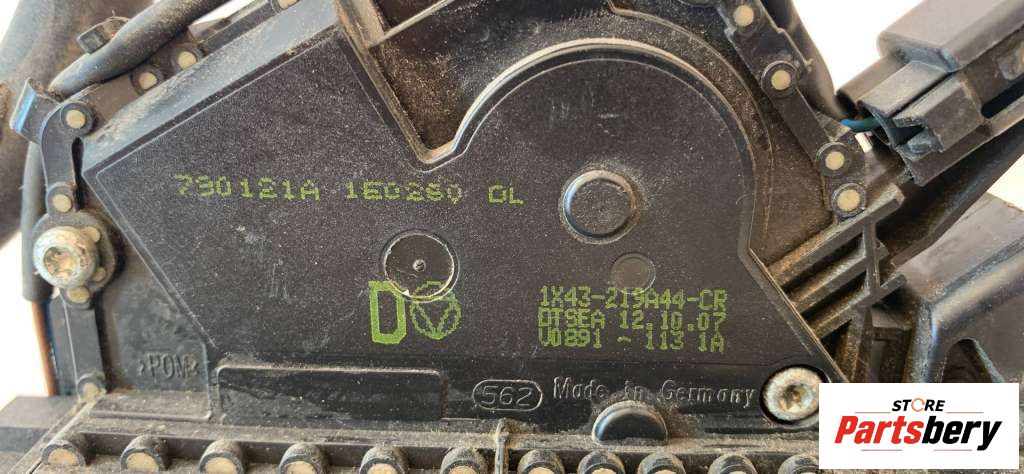 730121A 1E0280 DL
D
1X43-219A44-CR
DTSEA 12.10.07
V0891 - 113 1A
>POM<
562 Made in Germany
STORE
Partsbery